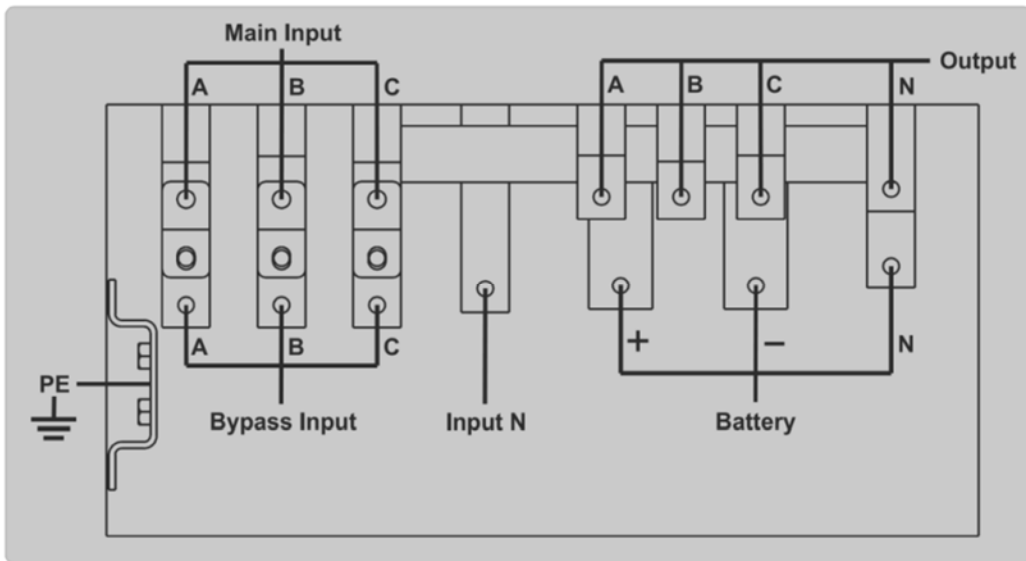 Main Input
Output
A B C
A B C N
PE
A B C
+ −
N
Bypass Input
Input N
Battery